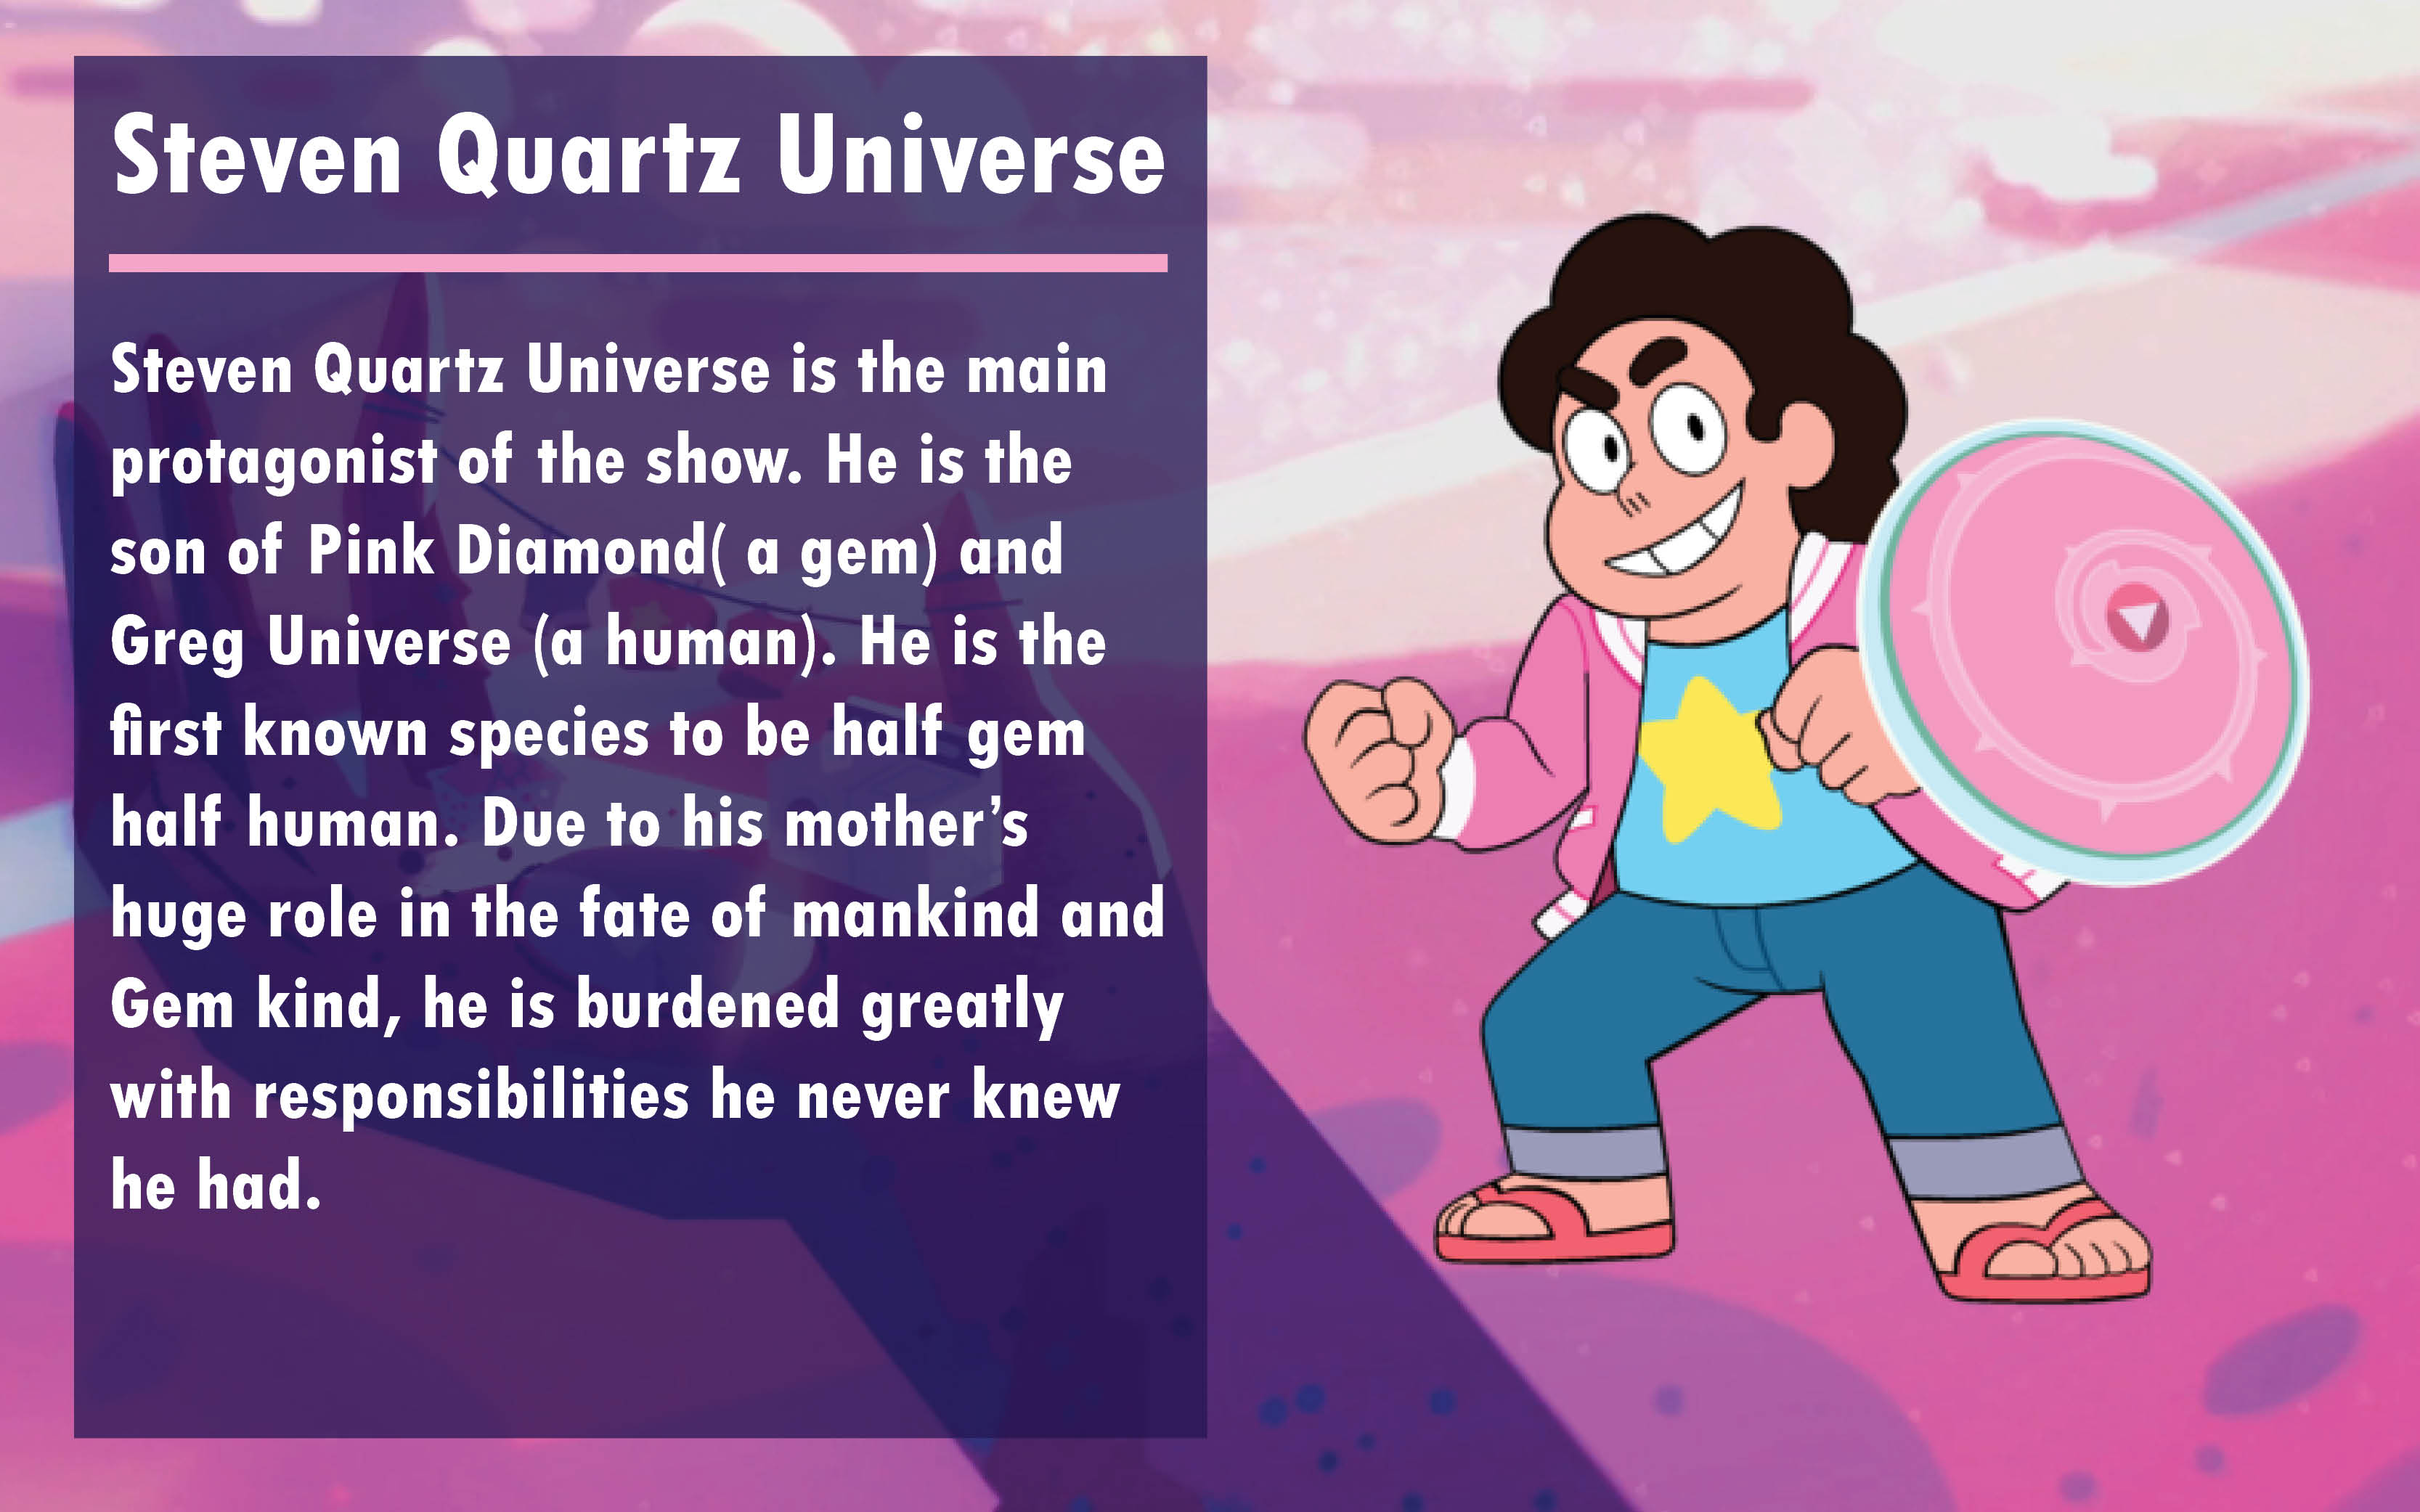 Steven Quartz Universe
Steven Quartz Universe is the main
protagonist of the show. He is the
son of Pink Diamond( a gem) and
Greg Universe (a human). He is the
first known species to be half gem
half human. Due to his mother’s
huge role in the fate of mankind and
Gem kind, he is burdened greatly
with responsibilities he never knew
he had.